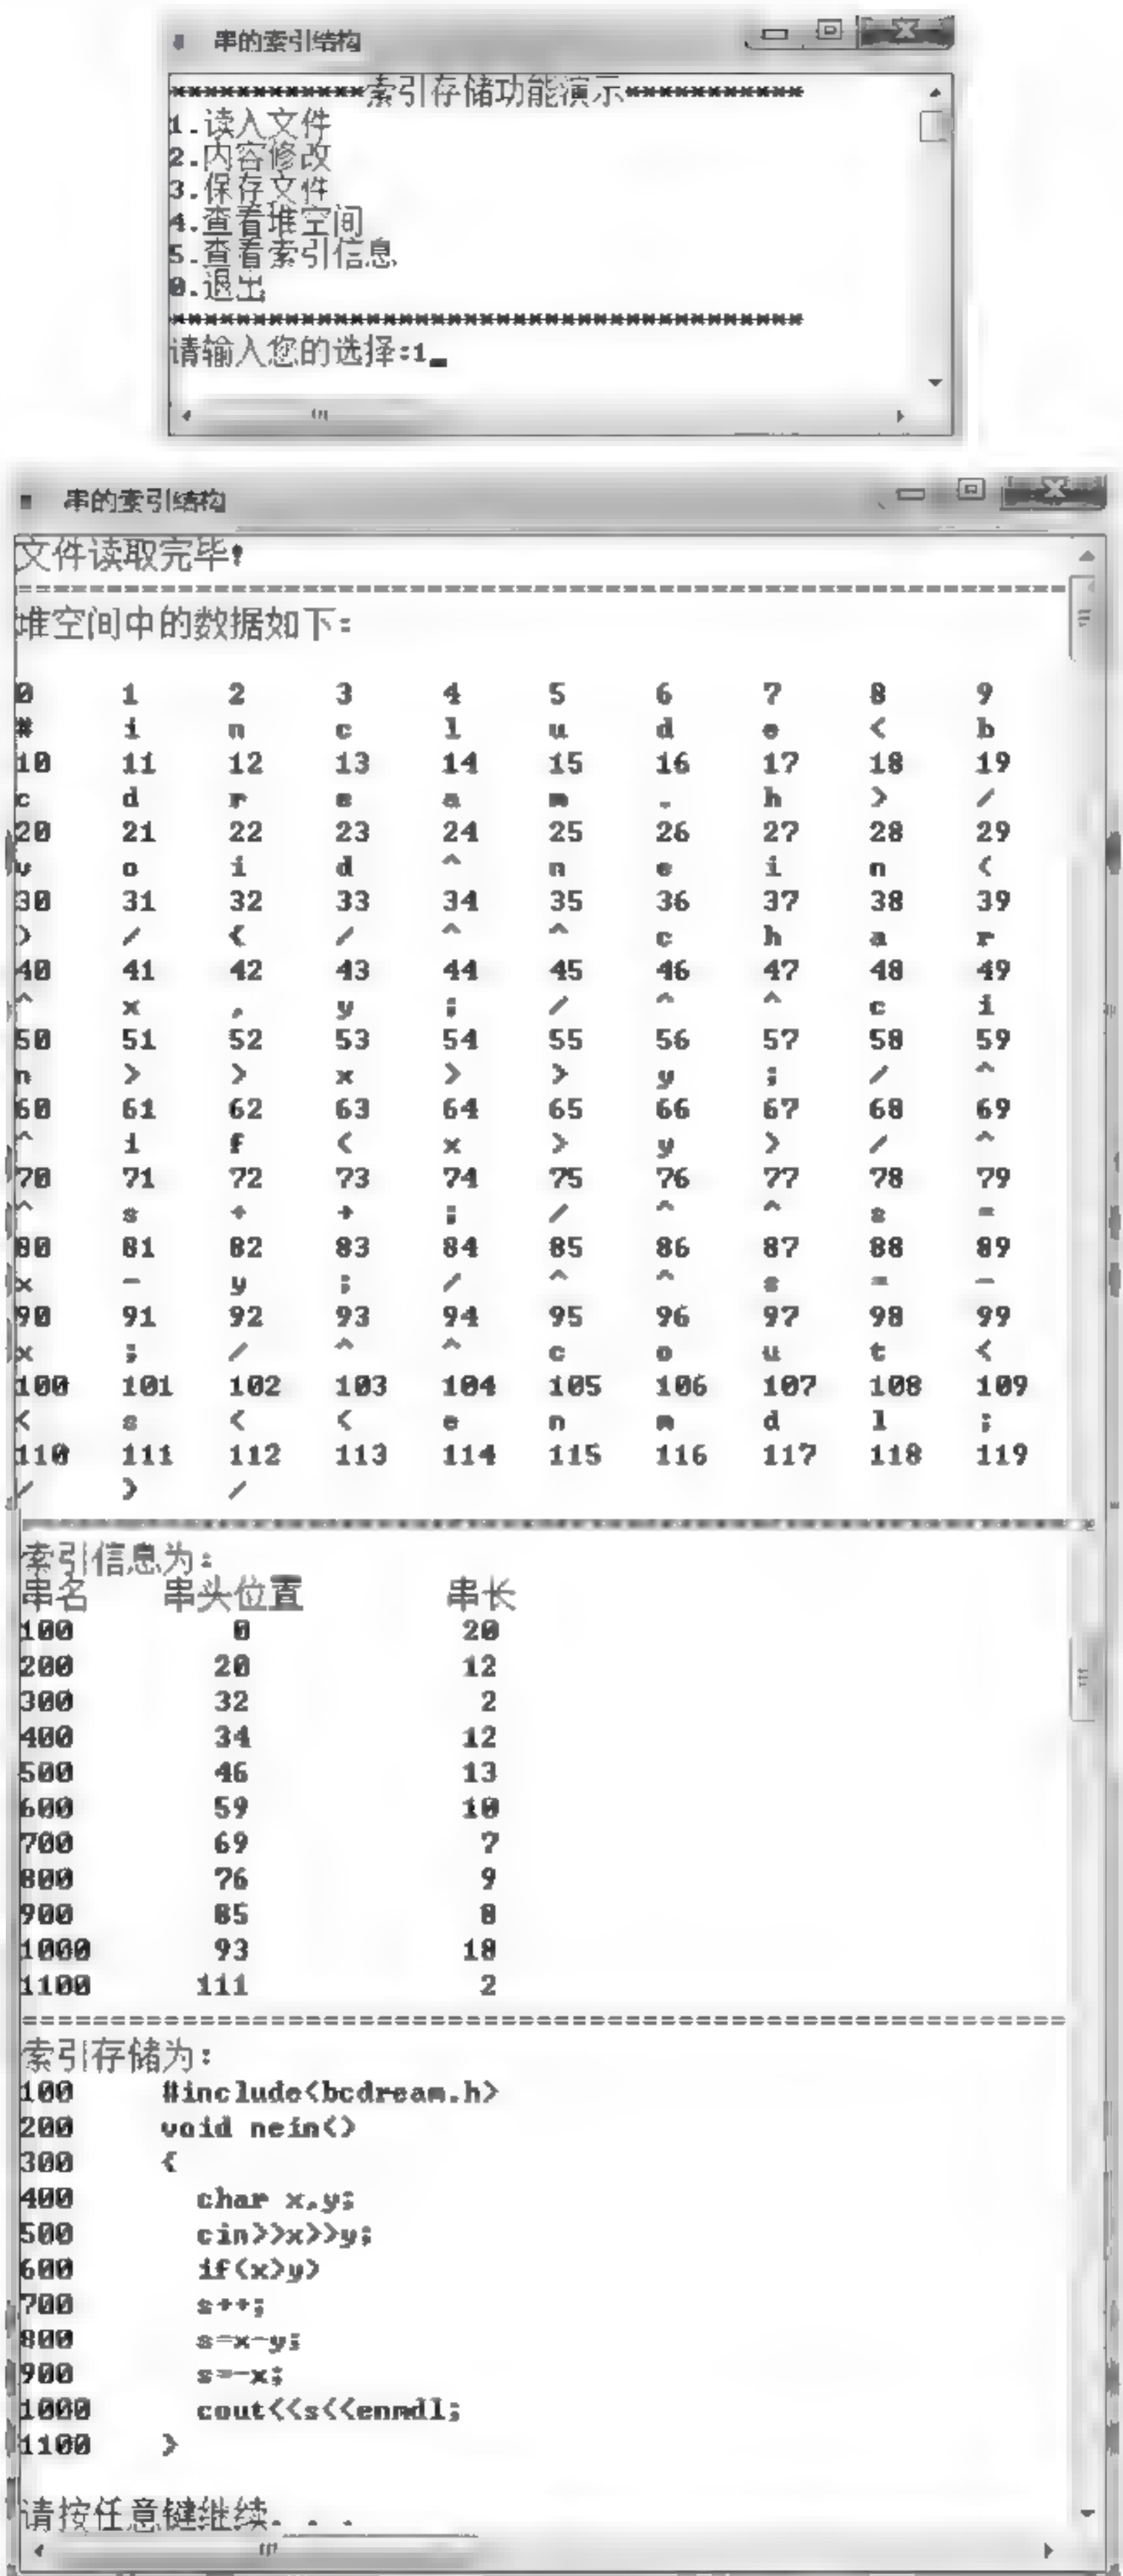 串的索引结构
************索引存储功能演示***********
1.读入文件
2.内容修改
3.保存文件
4.查看堆空间
5.查看索引信息
0.退出
***************************************
请输入您的选择:1
串的索引结构
文件读取完毕!
============================================================
堆空间中的数据如下:
0 1 2 3 4 5 6 7 8 9
# i n c l u d e < b
10 11 12 13 14 15 16 17 18 19
c d r e a m . h > /
20 21 22 23 24 25 26 27 28 29
v o i d ^ n e i n (
30 31 32 33 34 35 36 37 38 39
) / { / ^ ^ c h a r
40 41 42 43 44 45 46 47 48 49
^ x , y ; / ^ ^ c i
50 51 52 53 54 55 56 57 58 59
n > > x > > y ; / ^
60 61 62 63 64 65 66 67 68 69
^ i f ( x > y ) / ^
70 71 72 73 74 75 76 77 78 79
^ s + + ; / ^ ^ s =
80 81 82 83 84 85 86 87 88 89
x - y ; / ^ ^ s = -
90 91 92 93 94 95 96 97 98 99
x ; / ^ ^ c o u t <
100 101 102 103 104 105 106 107 108 109
< s < < e n m d l ;
110 111 112 113 114 115 116 117 118 119
/ } /
============================================================
索引信息为:
串名 串头位置 串长
100 0 20
200 20 12
300 32 2
400 34 12
500 46 13
600 59 10
700 69 7
800 76 9
900 85 8
1000 93 18
1100 111 2
============================================================
索引存储为:
100 #include<bcdream.h>
200 void nein()
300 {
400 char x,y;
500 cin>>x>>y;
600 if(x>y)
700 s++;
800 s=x-y;
900 s=-x;
1000 cout<<s<<enmdl;
1100 }
请按任意键继续. . .